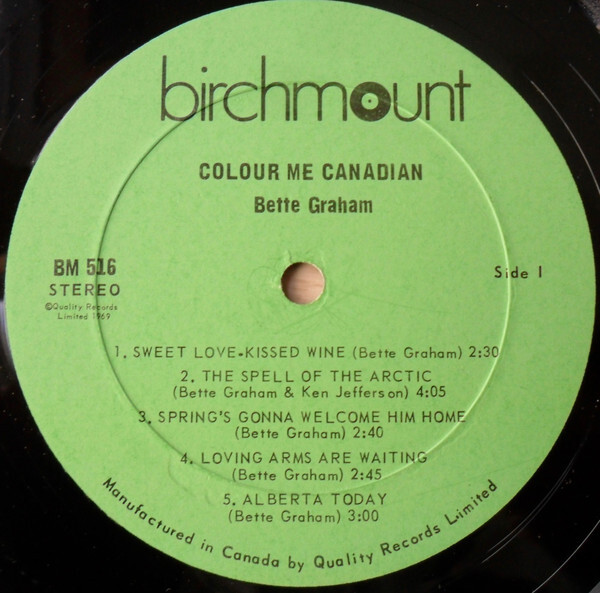 birchmount
COLOUR ME CANADIAN
Bette Graham
BM 516
STEREO
©Quality Records
Limited 1969
Side 1
1. SWEET LOVE-KISSED WINE (Bette Graham) 2:30
2. THE SPELL OF THE ARCTIC
(Bette Graham & Ken Jefferson) 4:05
3. SPRING'S GONNA WELCOME HIM HOME
(Bette Graham) 2:40
4. LOVING ARMS ARE WAITING
(Bette Graham) 2:45
5. ALBERTA TODAY
(Bette Graham) 3:00
Manufactured in Canada by Quality Records Limited